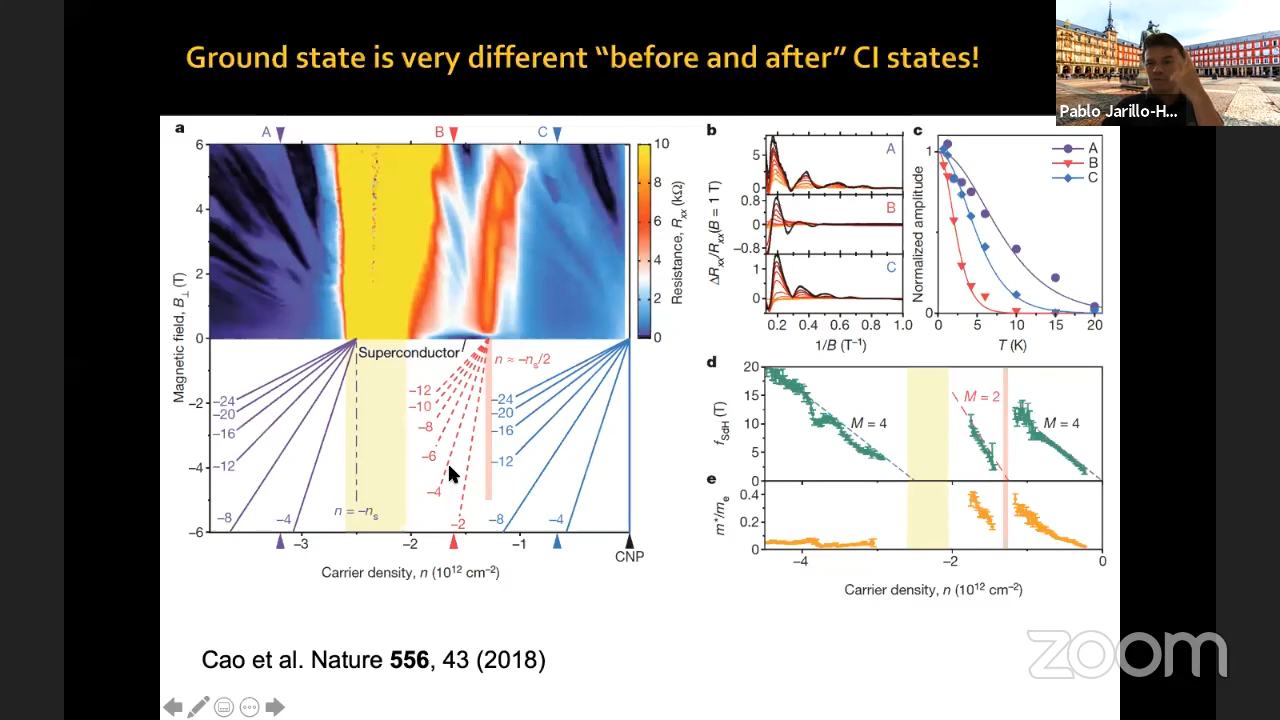 Ground state is very different “before and after” CI states!
Pablo Jarillo-H...
a
A
B
C
6
4
2
0
−2
−4
−6
Magnetic field, B⊥ (T)
10
8
6
4
2
0
Resistance, Rxx (kΩ)
Superconductor
n ≈ −ns/2
−24
−20
−16
−12
−8
−4
n = −ns
−12
−10
−8
−6
−4
−2
−24
−20
−16
−12
−8
−4
−3
−2
−1
CNP
Carrier density, n (10¹² cm⁻²)
b
5
0
A
0.8
0
−0.8
B
1
0
C
ΔRxx/Rxx(B = 1 T)
0.2
0.4
0.6
0.8
1.0
1/B (T⁻¹)
c
A
B
C
1
0
Normalized amplitude
0
5
10
15
20
T (K)
d
20
15
10
5
0
fSdH (T)
M = 4
M = 2
M = 4
e
0.4
0.2
0
m*/me
−4
−2
0
Carrier density, n (10¹² cm⁻²)
Cao et al. Nature 556, 43 (2018)
zoom